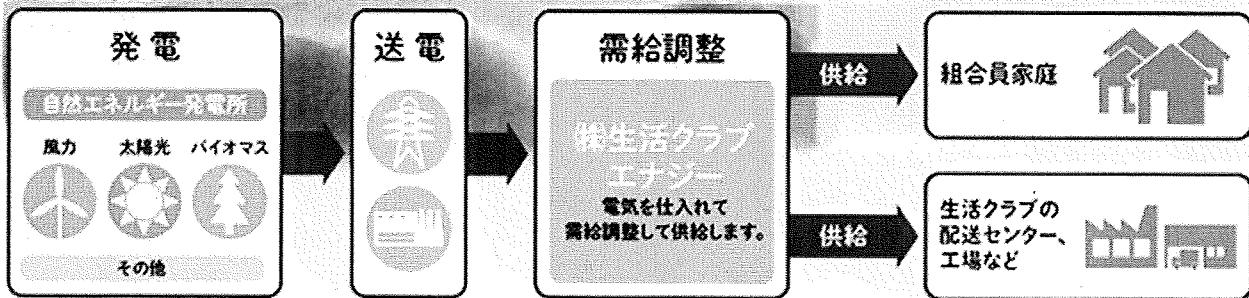 発電
自然エネルギー発電所
風力
太陽光
バイオマス
その他
送電
需給調整
㈱生活クラブ
エナジー
電気を仕入れて
需給調整して供給します。
供給
組合員家庭
供給
生活クラブの
配送センター、
工場など